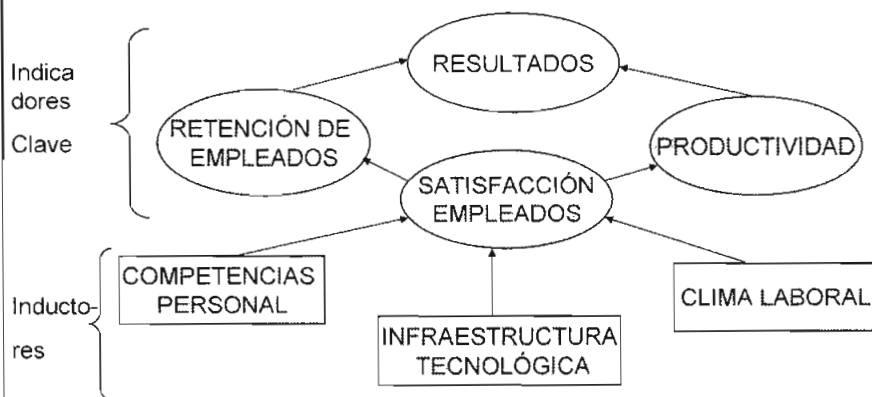 RESULTADOS
Indica
dores
Clave
RETENCIÓN DE
EMPLEADOS
PRODUCTIVIDAD
SATISFACCIÓN
EMPLEADOS
Inducto-
res
COMPETENCIAS
PERSONAL
INFRAESTRUCTURA
TECNOLÓGICA
CLIMA LABORAL